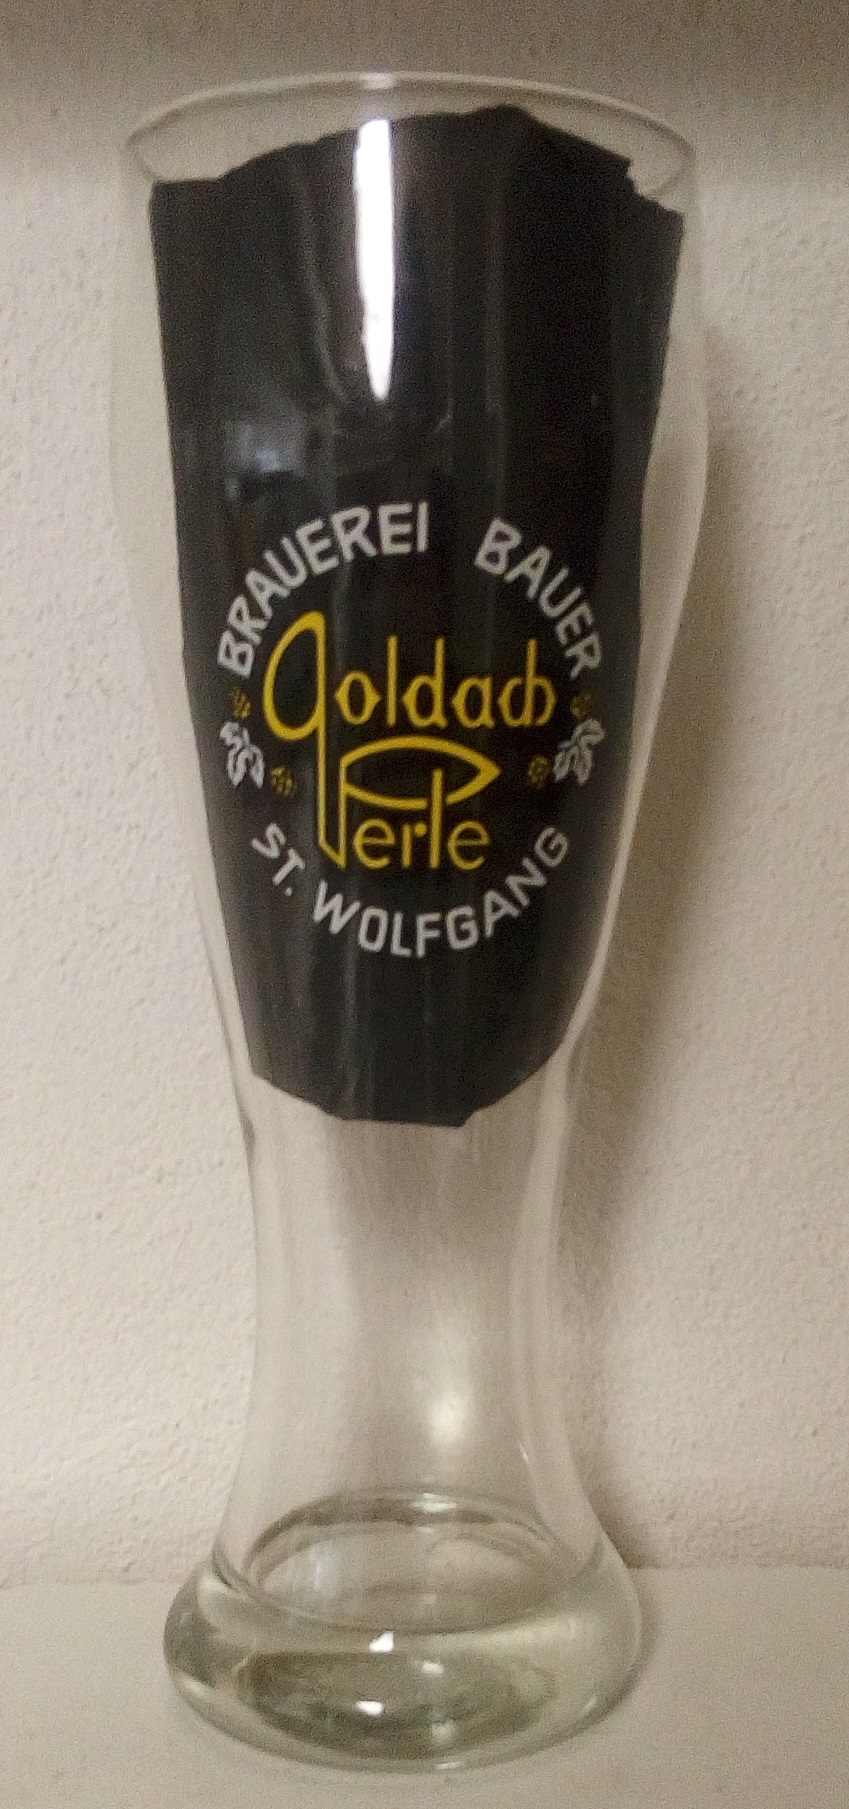 BRAUEREI BAUER
Goldach
Perle
ST. WOLFGANG